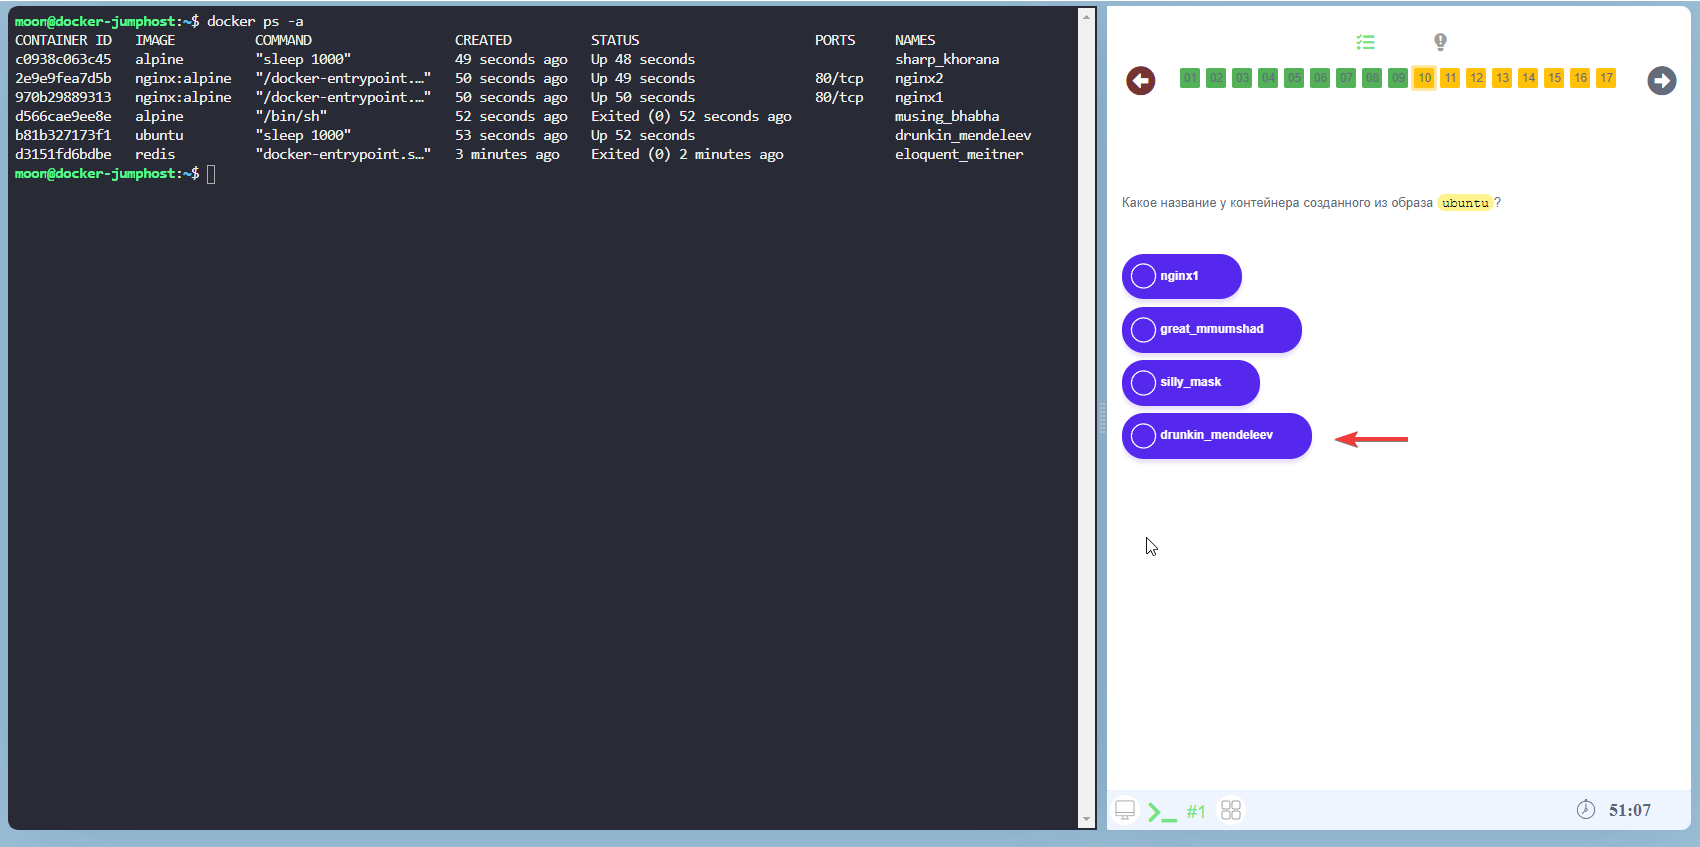 moon@docker-jumphost:~$ docker ps -a
CONTAINER ID   IMAGE          COMMAND                  CREATED          STATUS                      PORTS     NAMES
c0938c063c45   alpine         "sleep 1000"             49 seconds ago   Up 48 seconds                         sharp_khorana
2e9e9fea7d5b   nginx:alpine   "/docker-entrypoint.…"   50 seconds ago   Up 49 seconds               80/tcp    nginx2
970b29889313   nginx:alpine   "/docker-entrypoint.…"   50 seconds ago   Up 50 seconds               80/tcp    nginx1
d566cae9ee8e   alpine         "/bin/sh"                52 seconds ago   Exited (0) 52 seconds ago             musing_bhabha
b81b327173f1   ubuntu         "sleep 1000"             53 seconds ago   Up 52 seconds                         drunkin_mendeleev
d3151fd6bdbe   redis          "docker-entrypoint.s…"   3 minutes ago    Exited (0) 2 minutes ago              eloquent_meitner
moon@docker-jumphost:~$
01 02 03 04 05 06 07 08 09 10 11 12 13 14 15 16 17
Какое название у контейнера созданного из образа ubuntu?
nginx1
great_mmumshad
silly_mask
drunkin_mendeleev
#1
51:07